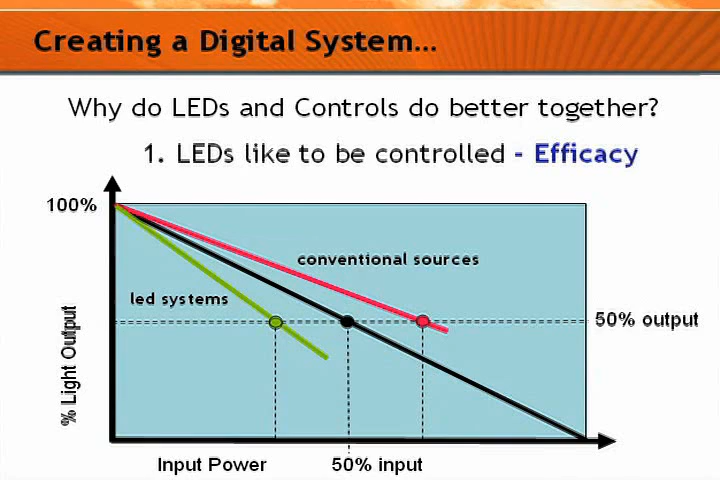 Creating a Digital System...
Why do LEDs and Controls do better together?
1. LEDs like to be controlled - Efficacy
100%
conventional sources
led systems
50% output
% Light Output
Input Power
50% input